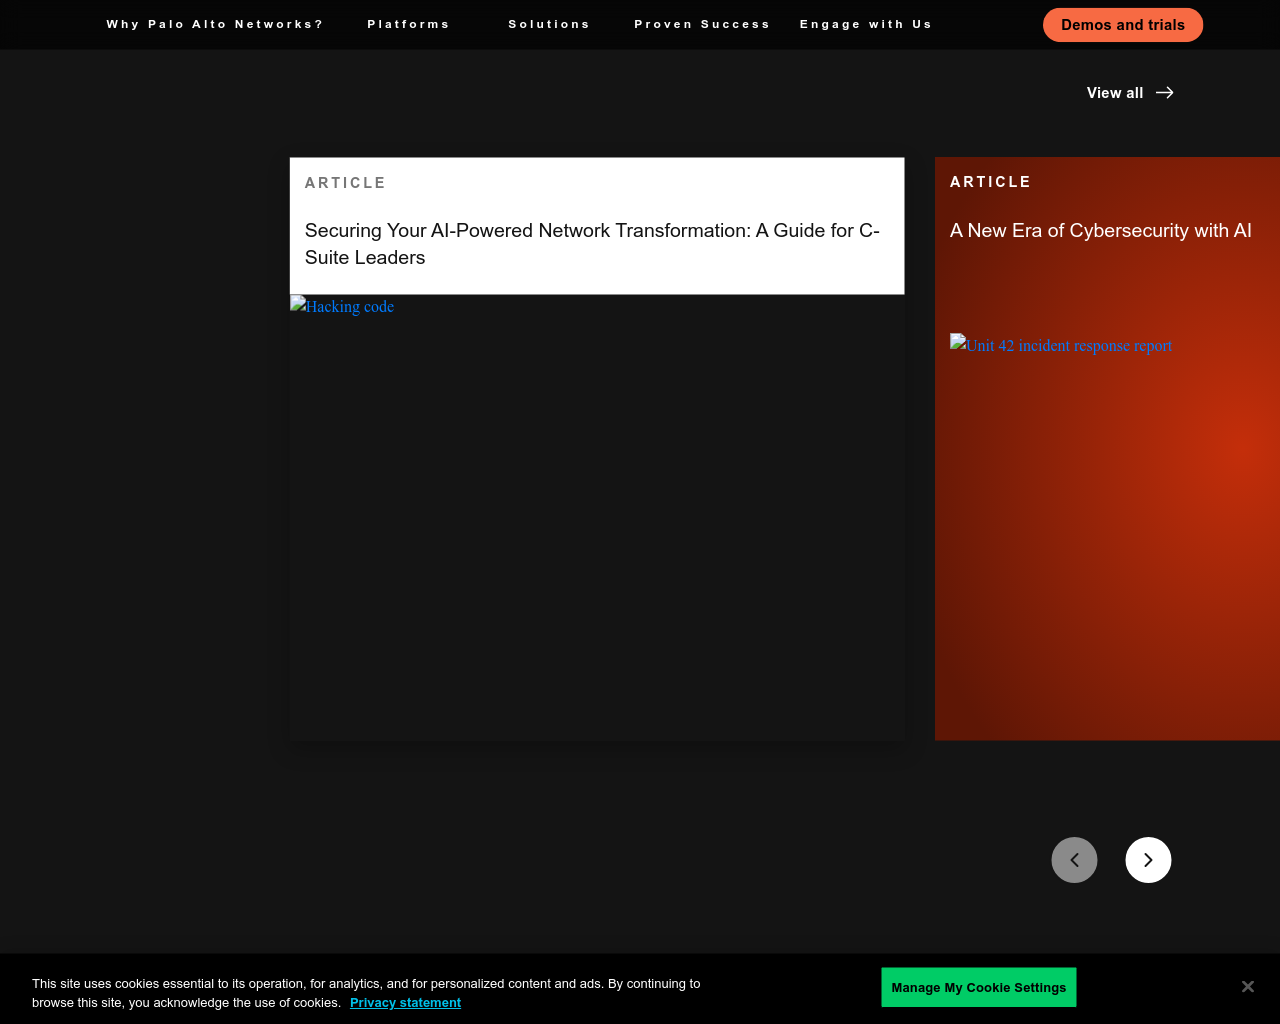 Why Palo Alto Networks? Platforms Solutions Proven Success Engage with Us Demos and trials
View all
ARTICLE
Securing Your AI-Powered Network Transformation: A Guide for C-
Suite Leaders
Hacking code
ARTICLE
A New Era of Cybersecurity with AI
Unit 42 incident response report
This site uses cookies essential to its operation, for analytics, and for personalized content and ads. By continuing to
browse this site, you acknowledge the use of cookies. Privacy statement
Manage My Cookie Settings